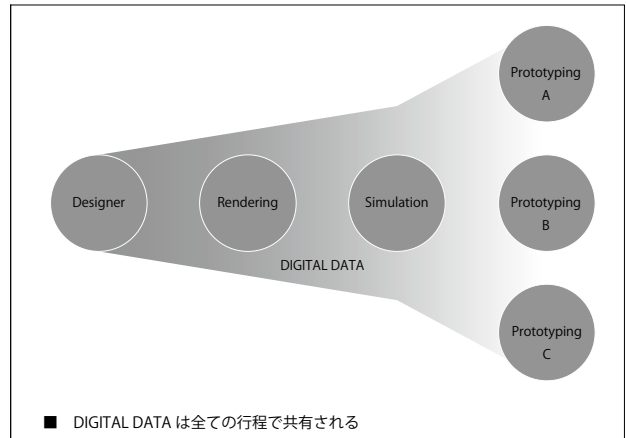 Prototyping
A
Designer
Rendering
Simulation
Prototyping
B
DIGITAL DATA
Prototyping
C
■ DIGITAL DATA は全ての行程で共有される